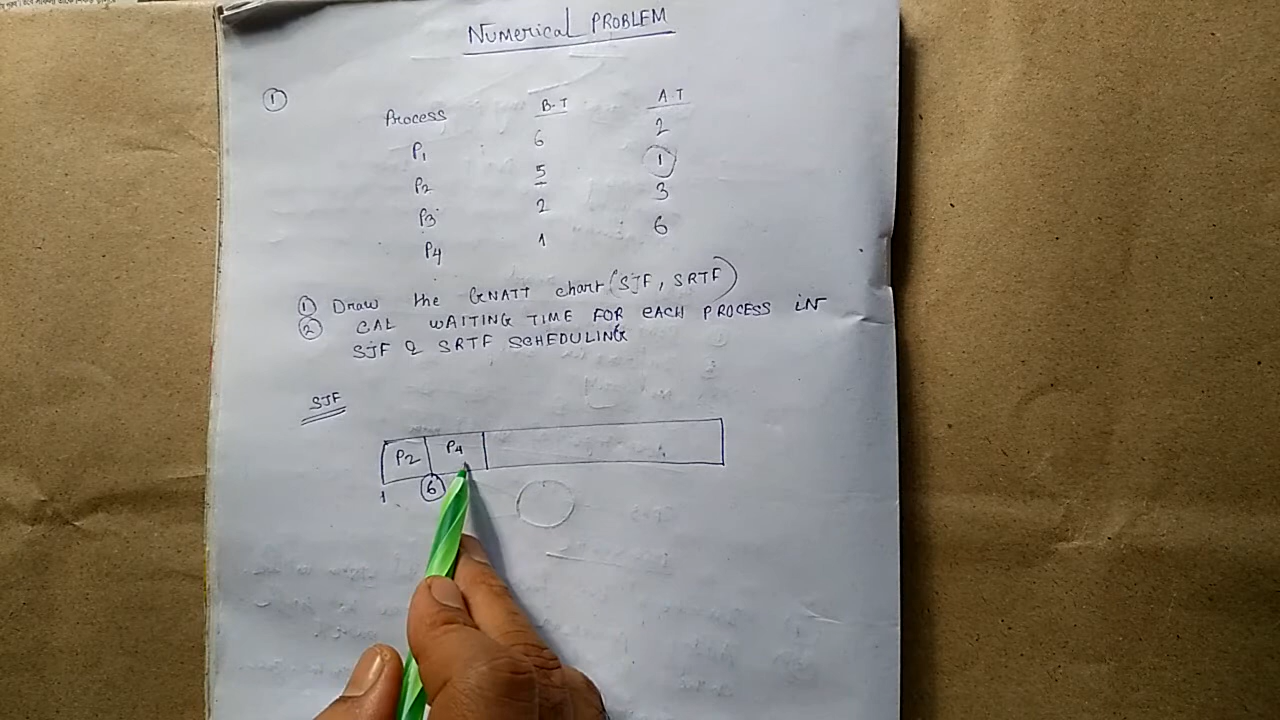 Numerical PROBLEM
①
Process B.T A.T
P1 6 2
P2 5 1
P3 2 3
P4 1 6
① Draw the GNATT chart (SJF, SRTF)
② CAL WAITING TIME FOR EACH PROCESS IN
SJF & SRTF SCHEDULING
SJF
P2 P4
1 6